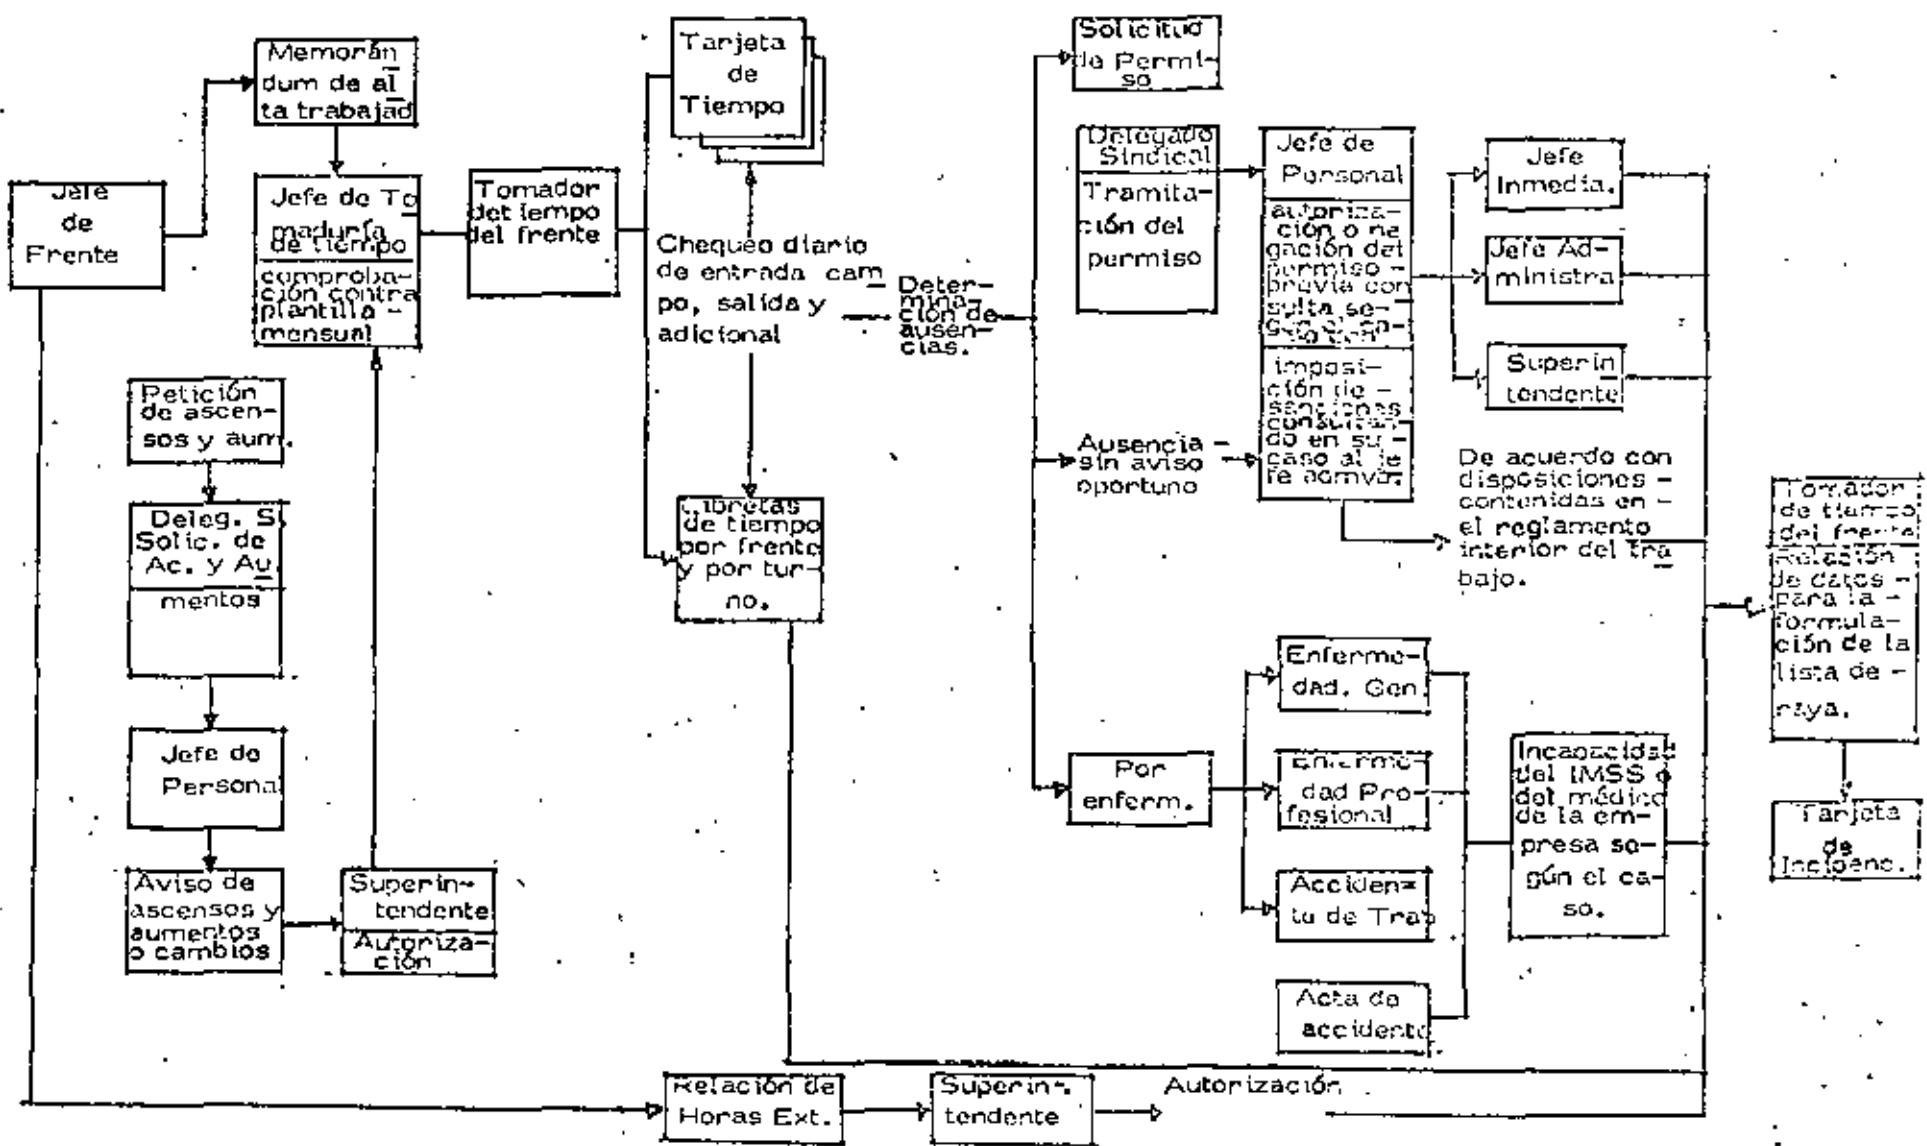 Jefe
de
Frente
Memorán
dum de al
ta trabajad
Jefe de To
maduría
de tiempo
comproba-
ción contra
plantilla -
mensual
Tomador
del tempo
del frente
Tarjeta
de
Tiempo
Chequeo diario
de entrada cam
po, salida y
adicional
Libretas
de tiempo
por frente
y por tur-
no.
Deter-
mina-
ción de
ausen-
cias.
Solicitud
de Permi-
so
Delegado
Sindical
Tramita-
ción del
permiso
Jefe de
Personal
autoriza-
ción o ne
gación del
permiso -
previa con
sulta se-
gún el ca-
so con
imposi-
ción de -
sanciones
consultan-
do en su -
caso al je
fe admvo.
Jefe
Inmedia.
Jefe Ad-
ministra
Superin
tendente
Ausencia -
sin aviso
oportuno
De acuerdo con
disposiciones -
contenidas en -
el reglamento
interior del tra
bajo.
Por
enferm.
Enferme-
dad. Gen
Enferme-
dad Pro-
fesional
Acciden-
te de Trab
Acta de
accidente
Incapacidad
del IMSS o
del médico
de la em-
presa se-
gún el ca-
so.
Tomador
de tiempo
del frente
Relación
de datos -
para la -
formula-
ción de la
lista de -
raya.
Tarjeta
de
Incidenc.
Petición
de ascen-
sos y aum.
Deleg. S
Solic. de
Ac. y Au
mentos
Jefe de
Persona
Aviso de
ascensos y
aumentos
o cambios
Superin-
tendente
Autoriza-
ción
Relación de
Horas Ext.
Superin-
tendente
Autorización